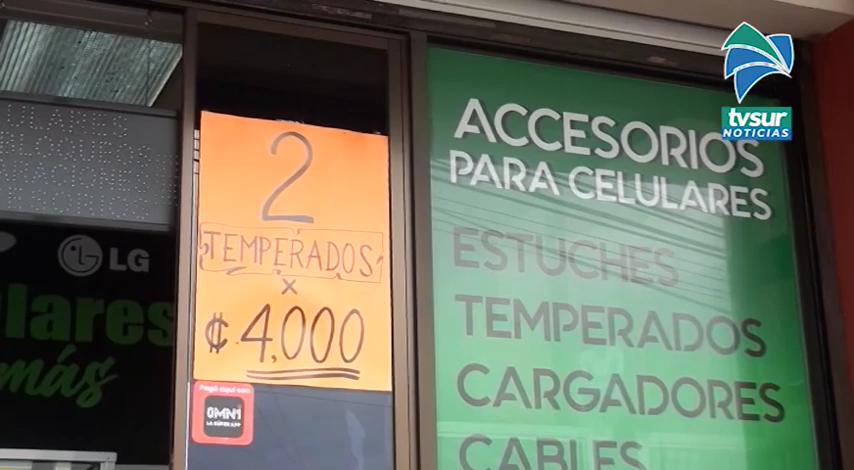 2
TEMPERADOS
x
₡ 4,000
Pagá aquí con
OMNi
LA SÚPER APP
LG
más
ACCESORIOS
PARA CELULARES
ESTUCHES
TEMPERADOS
CARGADORES
CABLES
tvsur
NOTICIAS